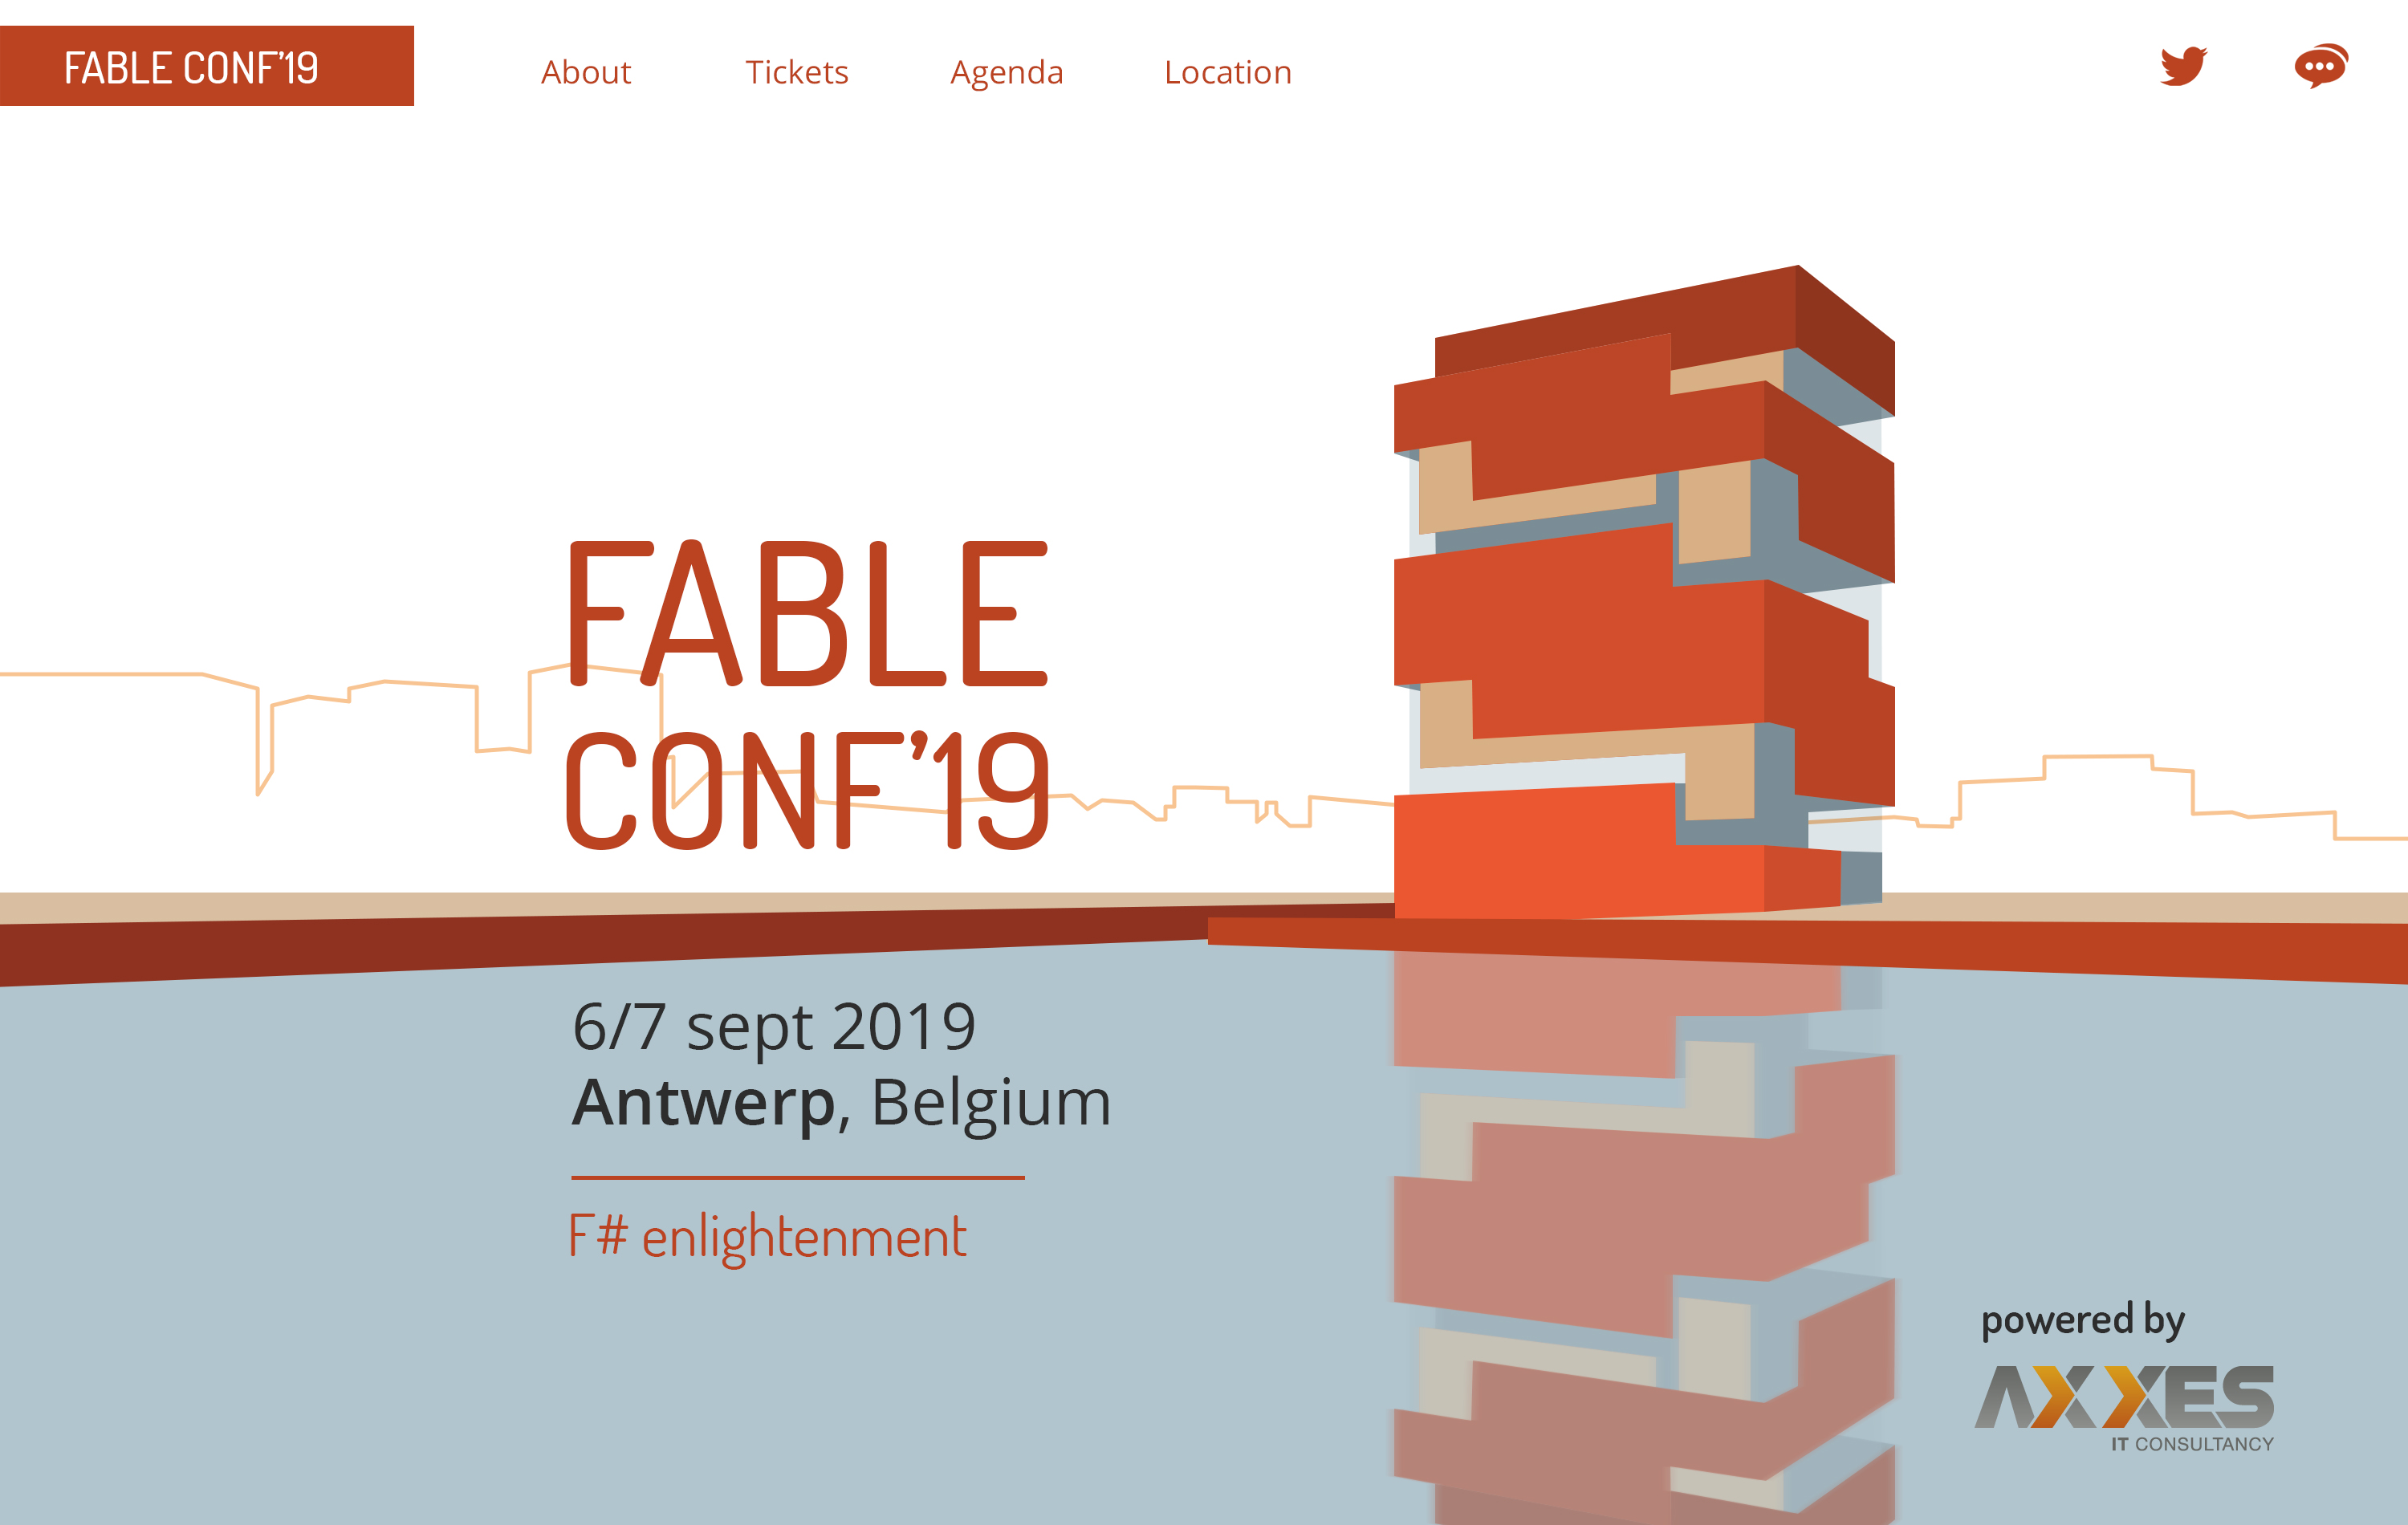 FABLE CONF'19
About Tickets Agenda Location
FABLE
CONF'19
6/7 sept 2019
Antwerp, Belgium
F# enlightenment
powered by
AXXES
IT CONSULTANCY